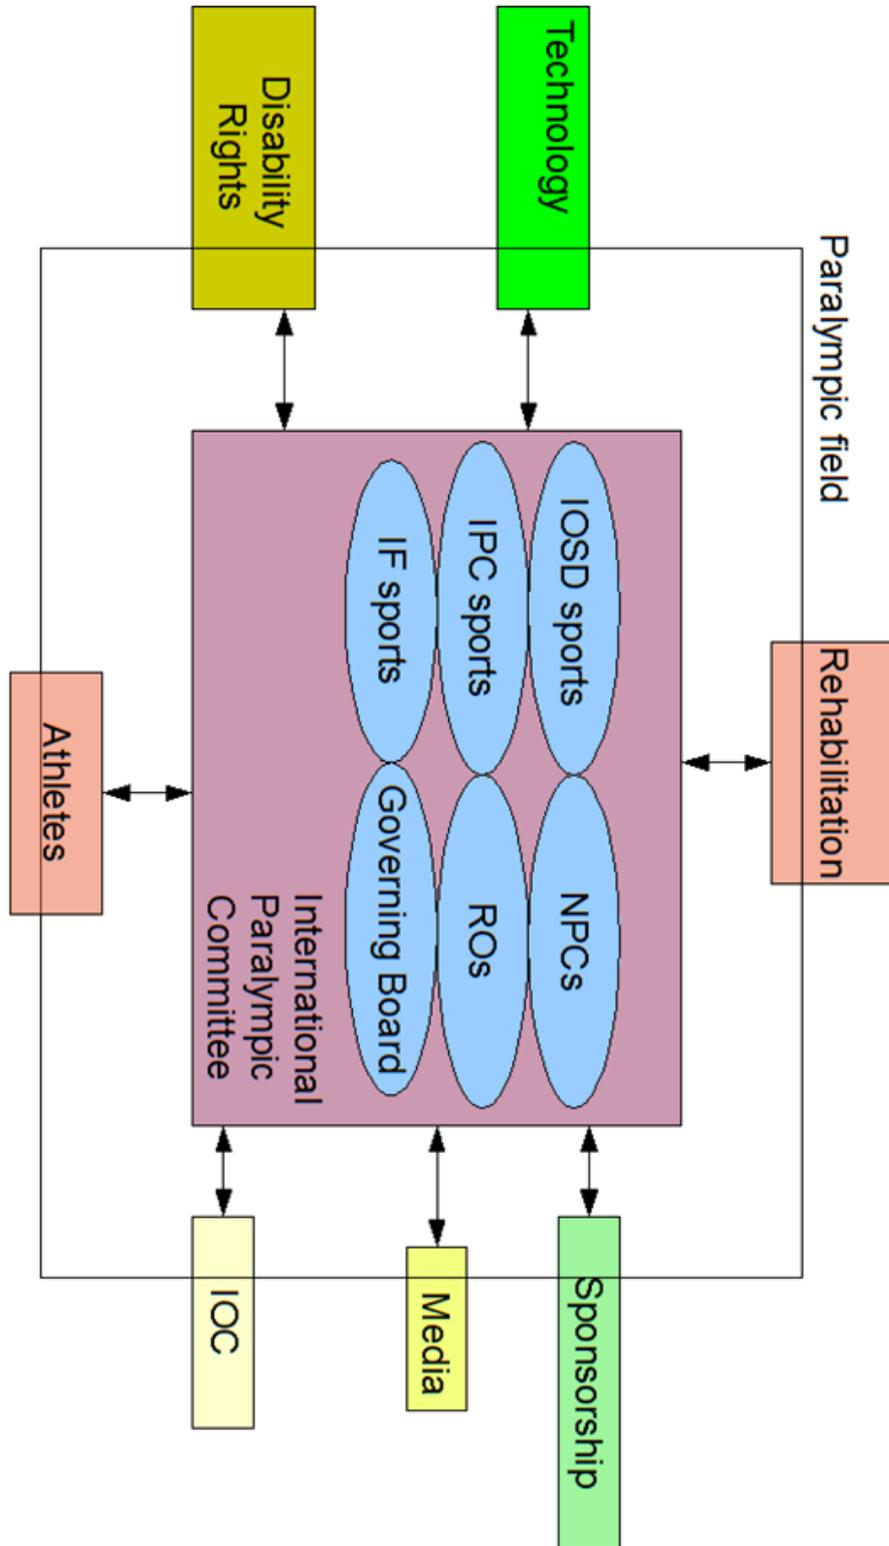 Paralympic field
Rehabilitation
Technology
Disability
Rights
IOSD sports
NPCs
IPC sports
ROs
IF sports
Governing Board
International
Paralympic
Committee
Sponsorship
Media
IOC
Athletes